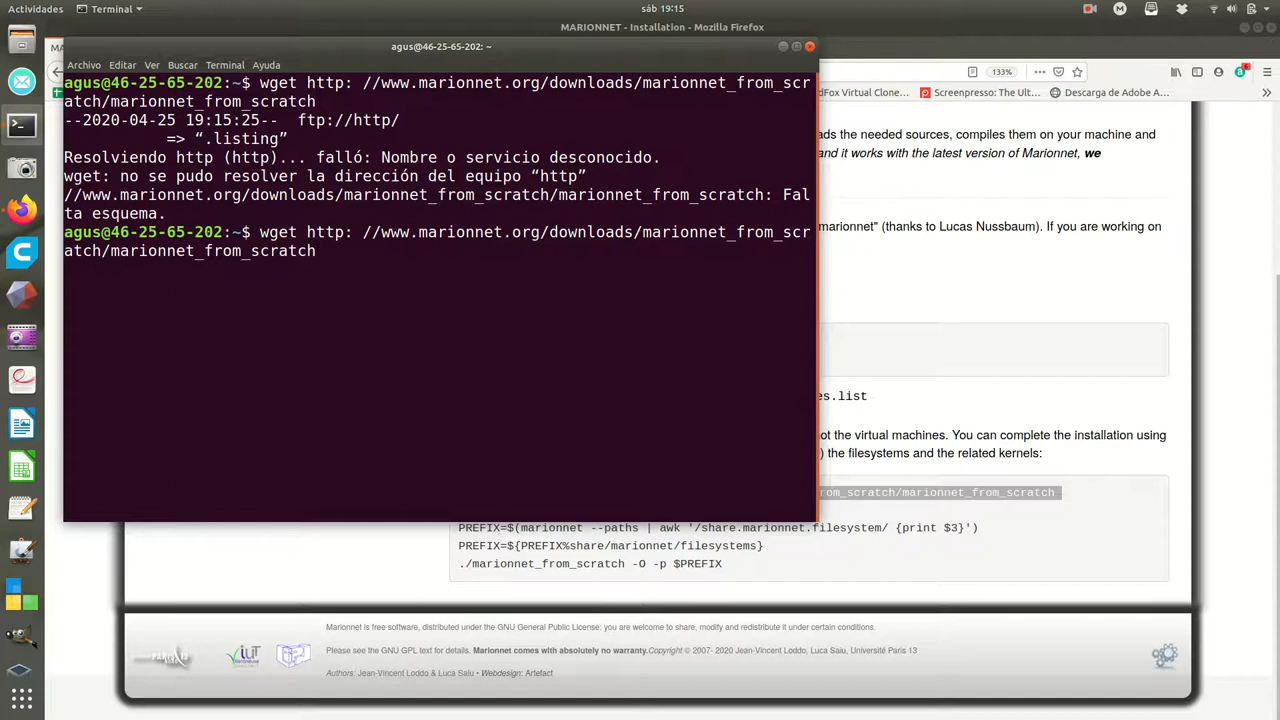 Actividades
Terminal
sáb 19:15
MARIONNET - Installation - Mozilla Firefox
MA
agus@46-25-65-202: ~
Archivo Editar Ver Buscar Terminal Ayuda
133%
FoxVirtual Clone...
Screenpresso: The Ult...
Descarga de Adobe A...
agus@46-25-65-202:~$ wget http: //www.marionnet.org/downloads/marionnet_from_scr
atch/marionnet_from_scratch
--2020-04-25 19:15:25-- ftp://http/
=> “.listing”
Resolviendo http (http)... falló: Nombre o servicio desconocido.
wget: no se pudo resolver la dirección del equipo “http”
//www.marionnet.org/downloads/marionnet_from_scratch/marionnet_from_scratch: Fal
ta esquema.
agus@46-25-65-202:~$ wget http: //www.marionnet.org/downloads/marionnet_from_scr
atch/marionnet_from_scratch
ads the needed sources, compiles them on your machine and
and it works with the latest version of Marionnet, we
marionnet" (thanks to Lucas Nussbaum). If you are working on
es.list
ot the virtual machines. You can complete the installation using
) the filesystems and the related kernels:
rom_scratch/marionnet_from_scratch
PREFIX=$(marionnet --paths | awk '/share.marionnet.filesystem/ {print $3}')
PREFIX=${PREFIX%share/marionnet/filesystems}
./marionnet_from_scratch -O -p $PREFIX
Marionnet is free software, distributed under the GNU General Public License: you are welcome to share, modify and redistribute it under certain conditions.
Please see the GNU GPL text for details. Marionnet comes with absolutely no warranty.Copyright © 2007- 2020 Jean-Vincent Loddo, Luca Saiu, Université Paris 13
Authors: Jean-Vincent Loddo & Luca Saiu • Webdesign: Artefact